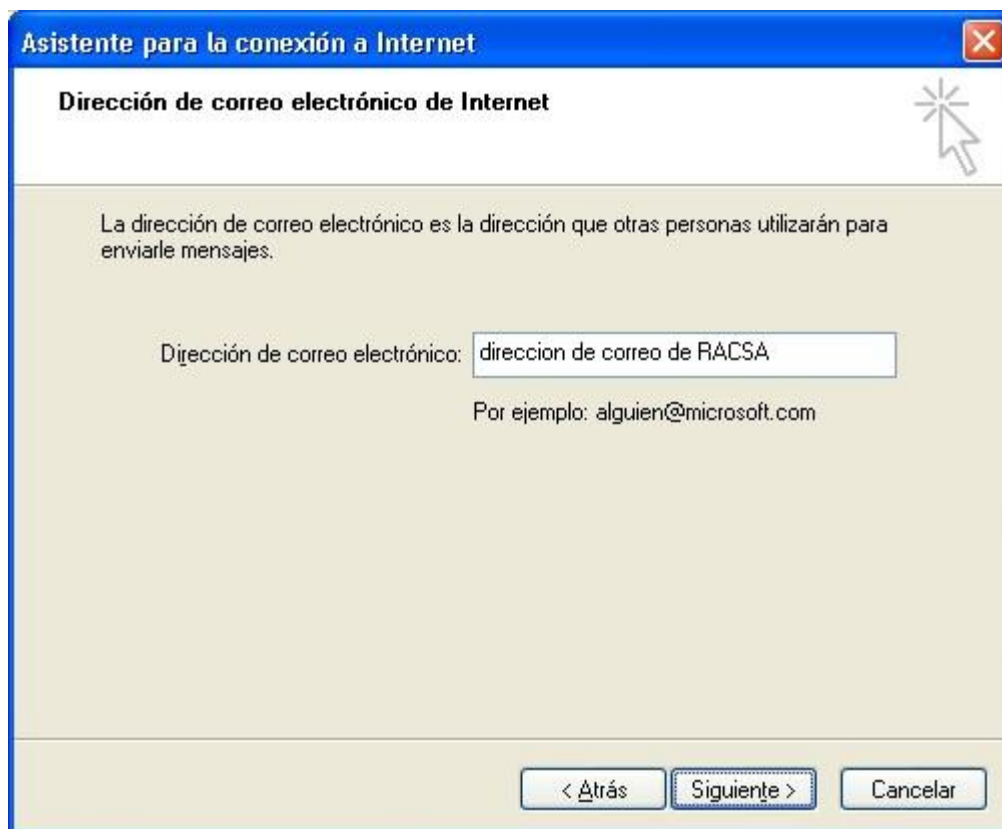 Asistente para la conexión a Internet
Dirección de correo electrónico de Internet
La dirección de correo electrónico es la dirección que otras personas utilizarán para
enviarle mensajes.
Dirección de correo electrónico: direccion de correo de RACSA
Por ejemplo: alguien@microsoft.com
< Atrás Siguiente > Cancelar